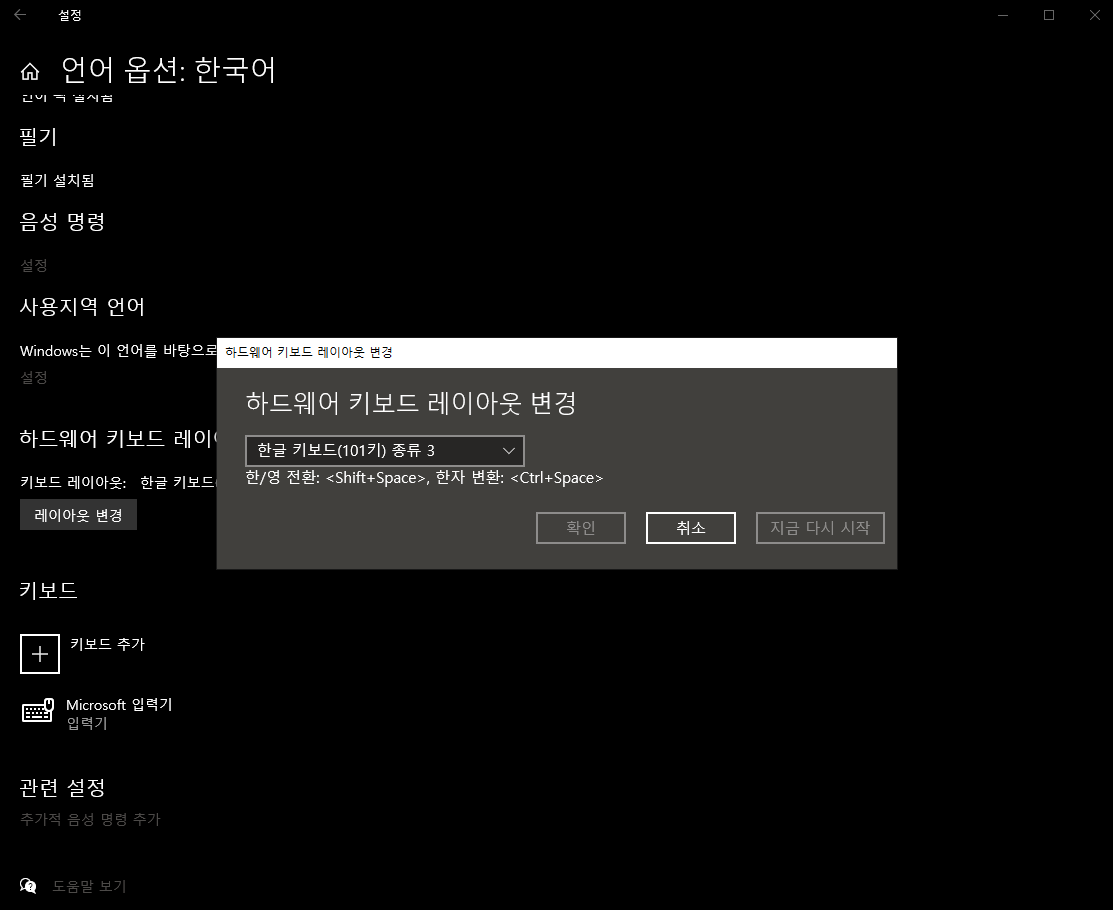 설정
언어 옵션: 한국어
언어 팩 설치됨
필기
필기 설치됨
음성 명령
설정
사용지역 언어
Windows는 이 언어를 바탕으로
설정
하드웨어 키보드 레이아웃 변경
하드웨어 키보드 레이아웃 변경
한글 키보드(101키) 종류 3
한/영 전환: <Shift+Space>, 한자 변환: <Ctrl+Space>
확인
취소
지금 다시 시작
하드웨어 키보드 레이
키보드 레이아웃: 한글 키보드
레이아웃 변경
키보드
키보드 추가
Microsoft 입력기
입력기
관련 설정
추가적 음성 명령 추가
도움말 보기